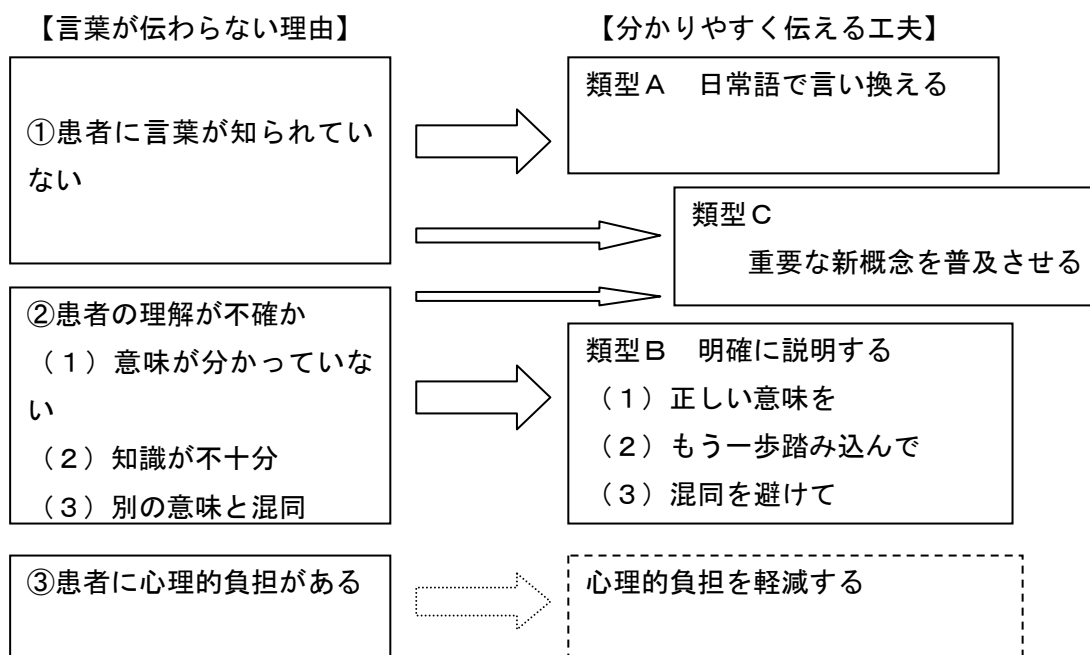 【言葉が伝わらない理由】
①患者に言葉が知られてい
ない
②患者の理解が不確か
（１）意味が分かっていな
い
（２）知識が不十分
（３）別の意味と混同
③患者に心理的負担がある
【分かりやすく伝える工夫】
類型Ａ　日常語で言い換える
類型Ｃ
重要な新概念を普及させる
類型Ｂ　明確に説明する
（１）正しい意味を
（２）もう一歩踏み込んで
（３）混同を避けて
心理的負担を軽減する